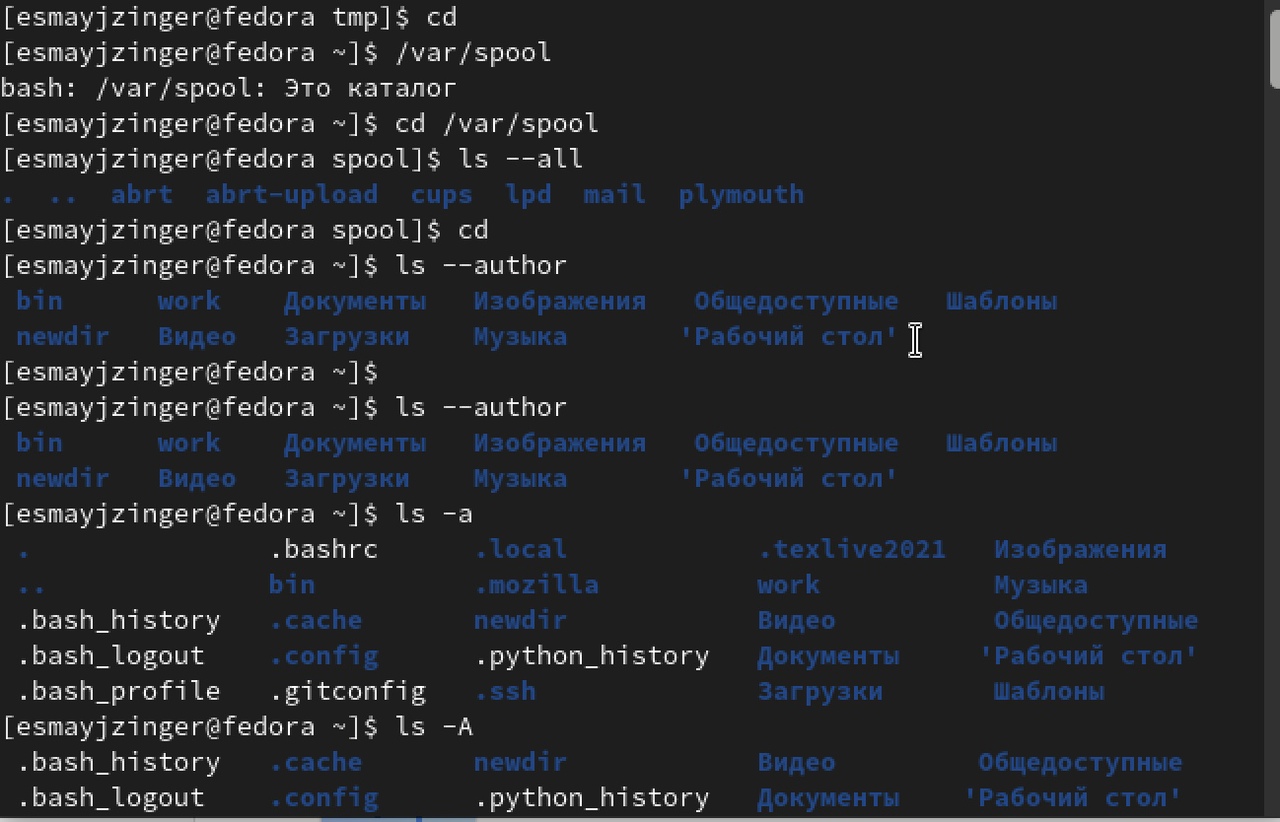 [esmayjzinger@fedora tmp]$ cd
[esmayjzinger@fedora ~]$ /var/spool
bash: /var/spool: Это каталог
[esmayjzinger@fedora ~]$ cd /var/spool
[esmayjzinger@fedora spool]$ ls --all
.  ..  abrt  abrt-upload  cups  lpd  mail  plymouth
[esmayjzinger@fedora spool]$ cd
[esmayjzinger@fedora ~]$ ls --author
bin  work  Документы  Изображения  Общедоступные  Шаблоны
newdir  Видео  Загрузки  Музыка  'Рабочий стол'
[esmayjzinger@fedora ~]$
[esmayjzinger@fedora ~]$ ls --author
bin  work  Документы  Изображения  Общедоступные  Шаблоны
newdir  Видео  Загрузки  Музыка  'Рабочий стол'
[esmayjzinger@fedora ~]$ ls -a
.  .bashrc  .local  .texlive2021  Изображения
..  bin  .mozilla  work  Музыка
.bash_history  .cache  newdir  Видео  Общедоступные
.bash_logout  .config  .python_history  Документы  'Рабочий стол'
.bash_profile  .gitconfig  .ssh  Загрузки  Шаблоны
[esmayjzinger@fedora ~]$ ls -A
.bash_history  .cache  newdir  Видео  Общедоступные
.bash_logout  .config  .python_history  Документы  'Рабочий стол'